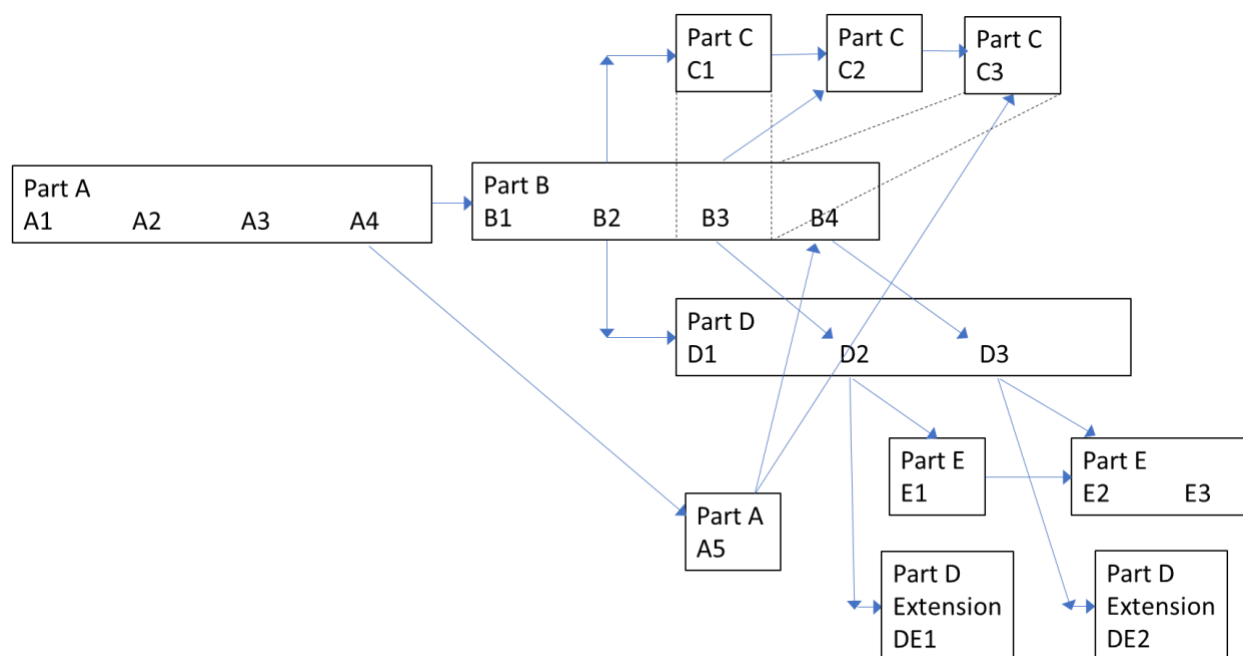 Part C
C1
Part C
C2
Part C
C3
Part A
A1 A2 A3 A4
Part B
B1 B2 B3 B4
Part D
D1 D2 D3
Part E
E1
Part E
E2 E3
Part A
A5
Part D
Extension
DE1
Part D
Extension
DE2